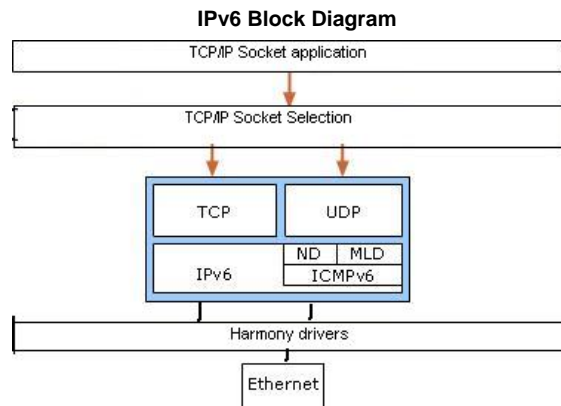 IPv6 Block Diagram
TCP/IP Socket application
TCP/IP Socket Selection
TCP
UDP
IPv6
ND
MLD
ICMPv6
Harmony drivers
Ethernet